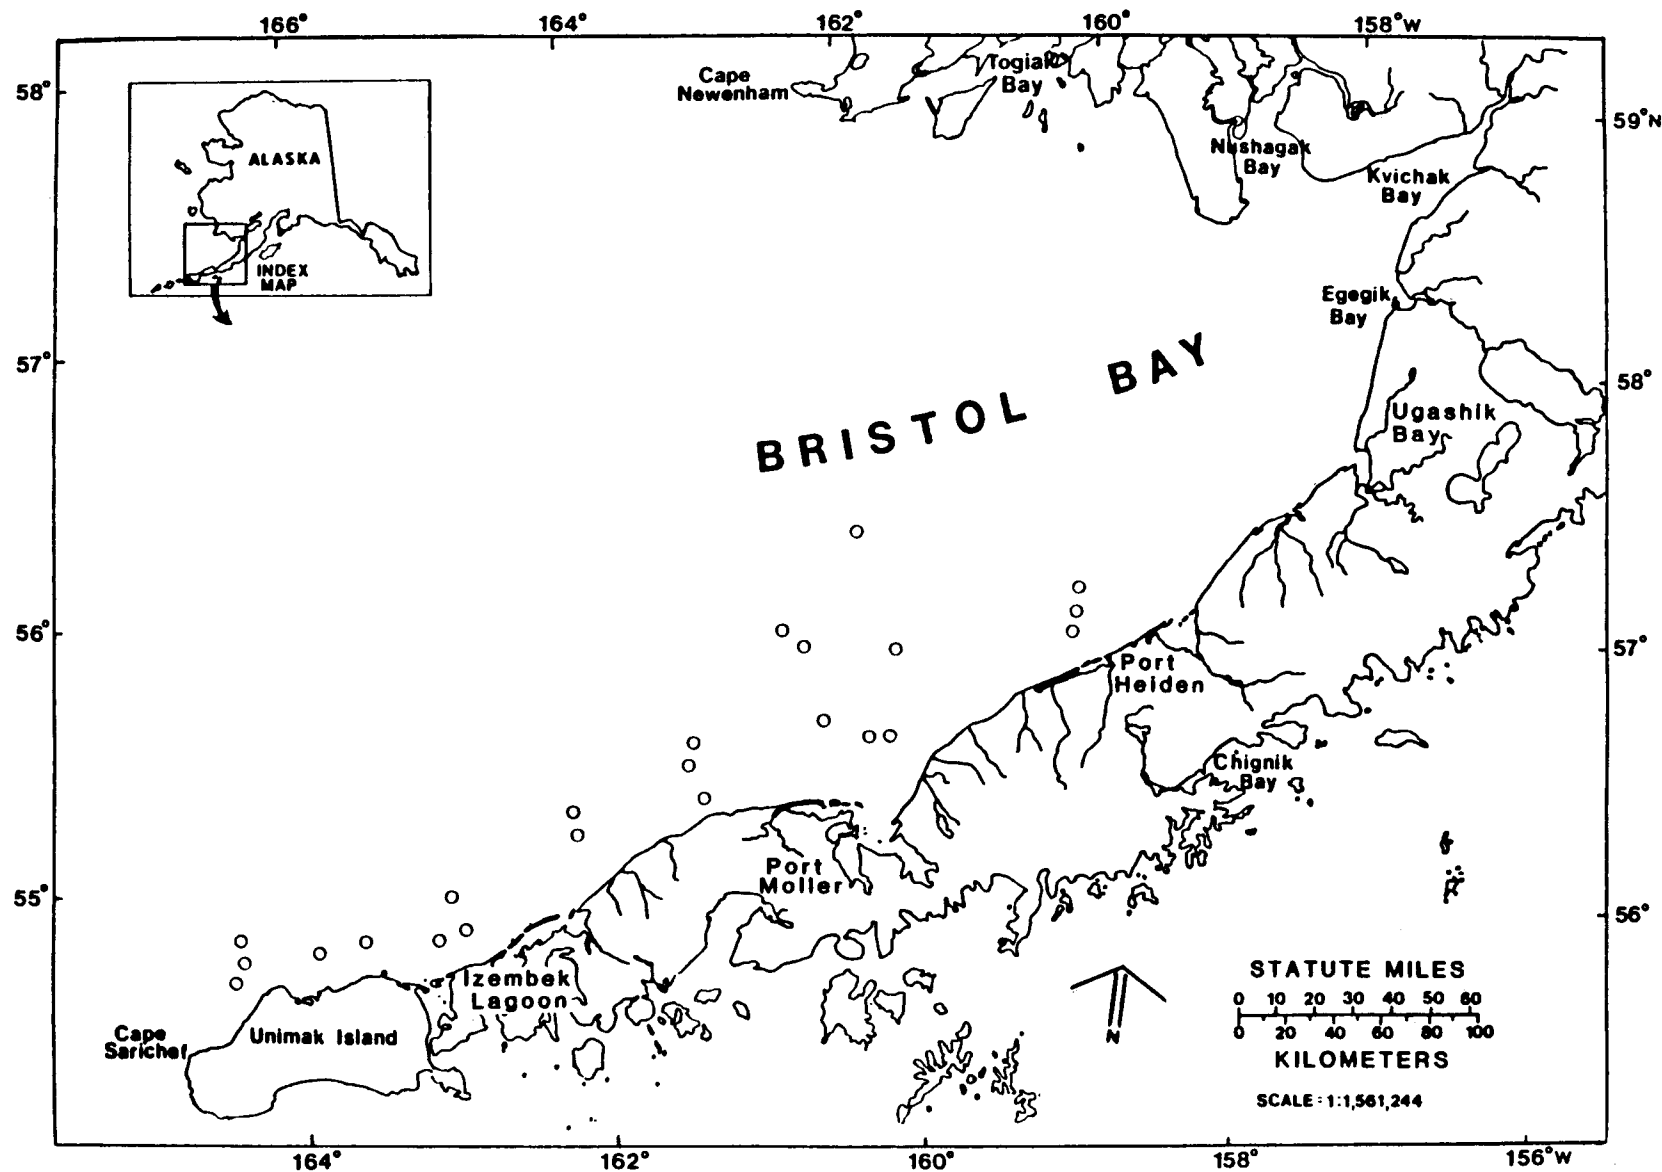 166° 164° 162° 160° 158°W
58°
59°N
57°
58°
56°
57°
55°
56°
Cape
Newenham
Togiak
Bay
Nushagak
Bay
Kvichak
Bay
ALASKA
INDEX
MAP
Egegik
Bay
BRISTOL BAY
Ugashik
Bay
Port
Heiden
Chignik
Bay
Port
Moller
Izembek
Lagoon
Cape
Sarichef
Unimak Island
N
STATUTE MILES
0 10 20 30 40 50 60
0 20 40 60 80 100
KILOMETERS
SCALE = 1:1,561,244
164° 162° 160° 158° 156°W